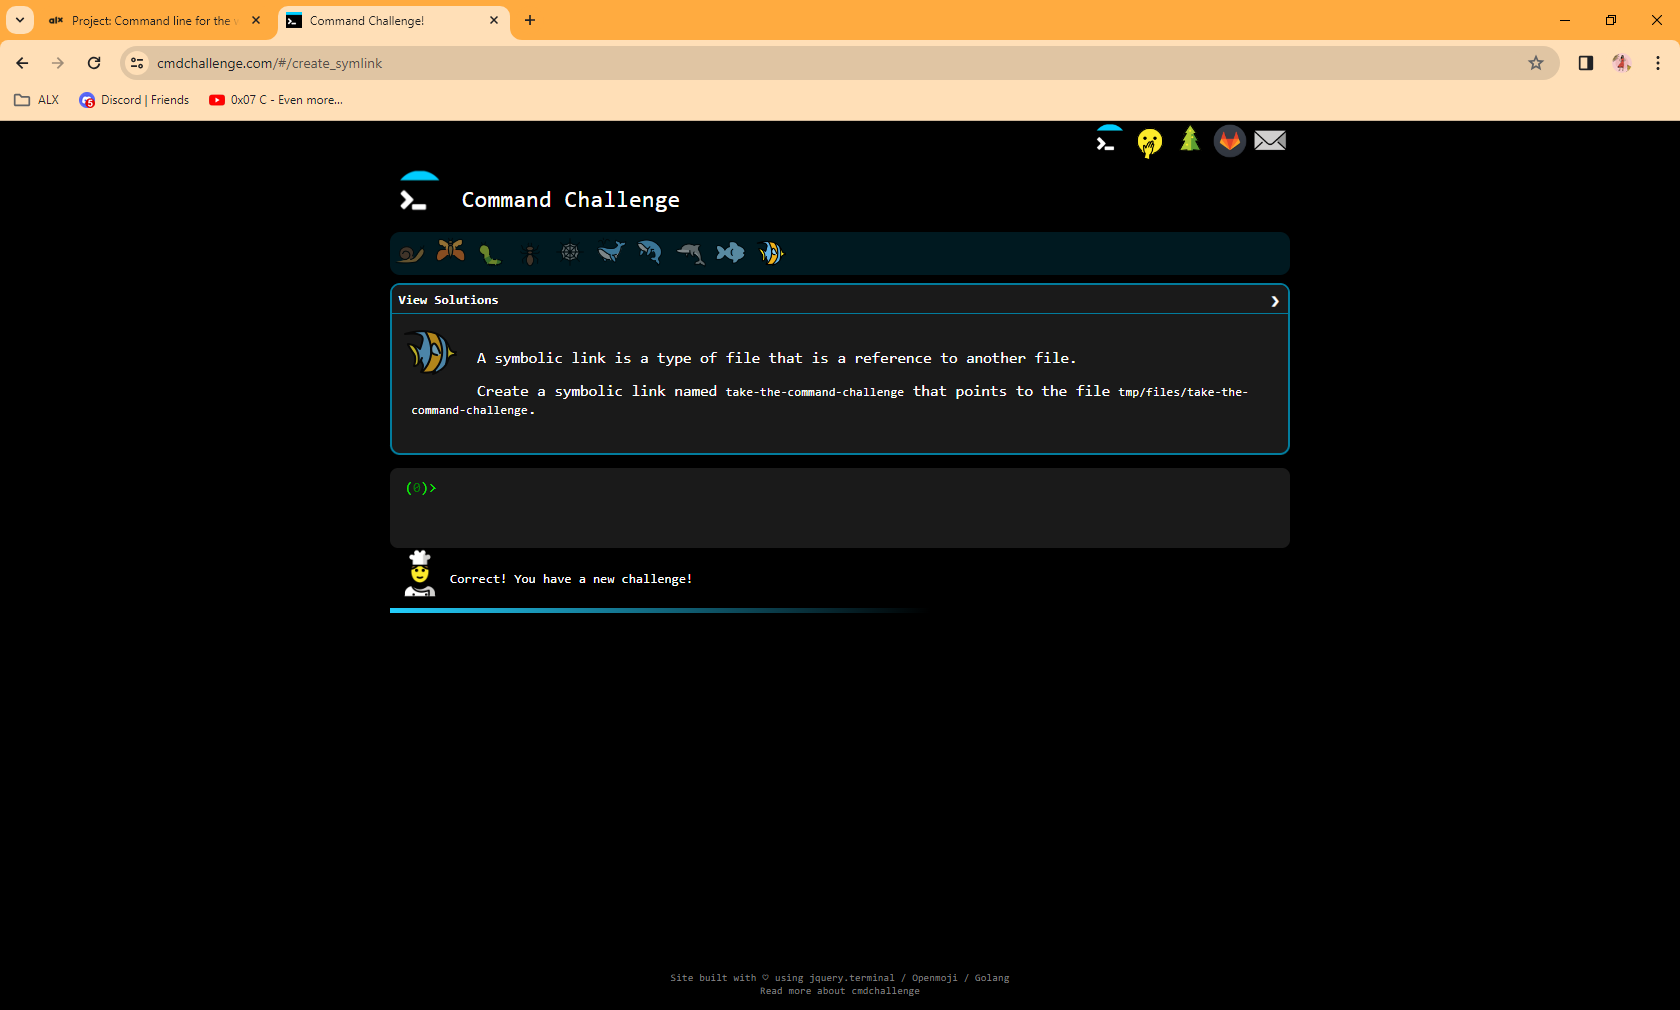 alx Project: Command line for the w
Command Challenge!
cmdchallenge.com/#/create_symlink
ALX
5
Discord | Friends
0x07 C - Even more...
Command Challenge
View Solutions
A symbolic link is a type of file that is a reference to another file.
Create a symbolic link named take-the-command-challenge that points to the file tmp/files/take-the-
command-challenge.
(0)>
Correct! You have a new challenge!
Site built with ♡ using jquery.terminal / Openmoji / Golang
Read more about cmdchallenge